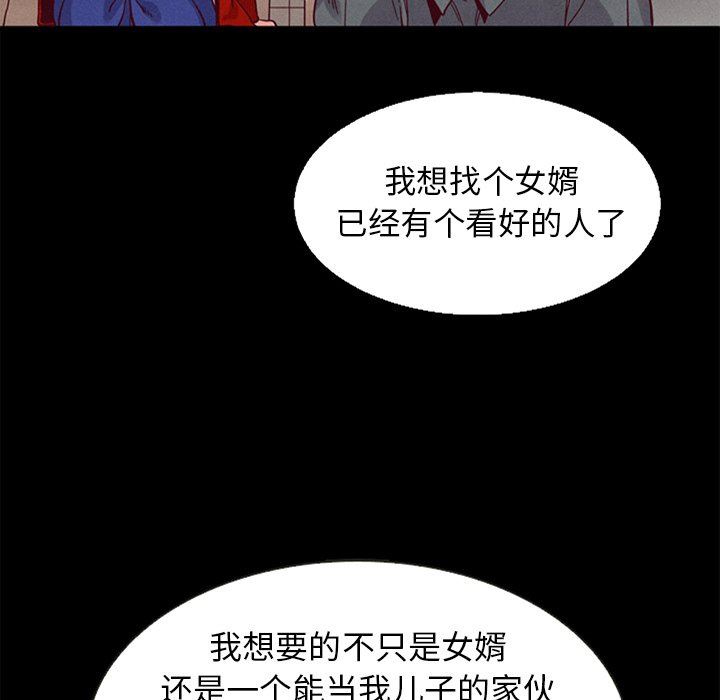 我想找个女婿
已经有个看好的人了
我想要的不只是女婿
还是一个能当我儿子的家伙